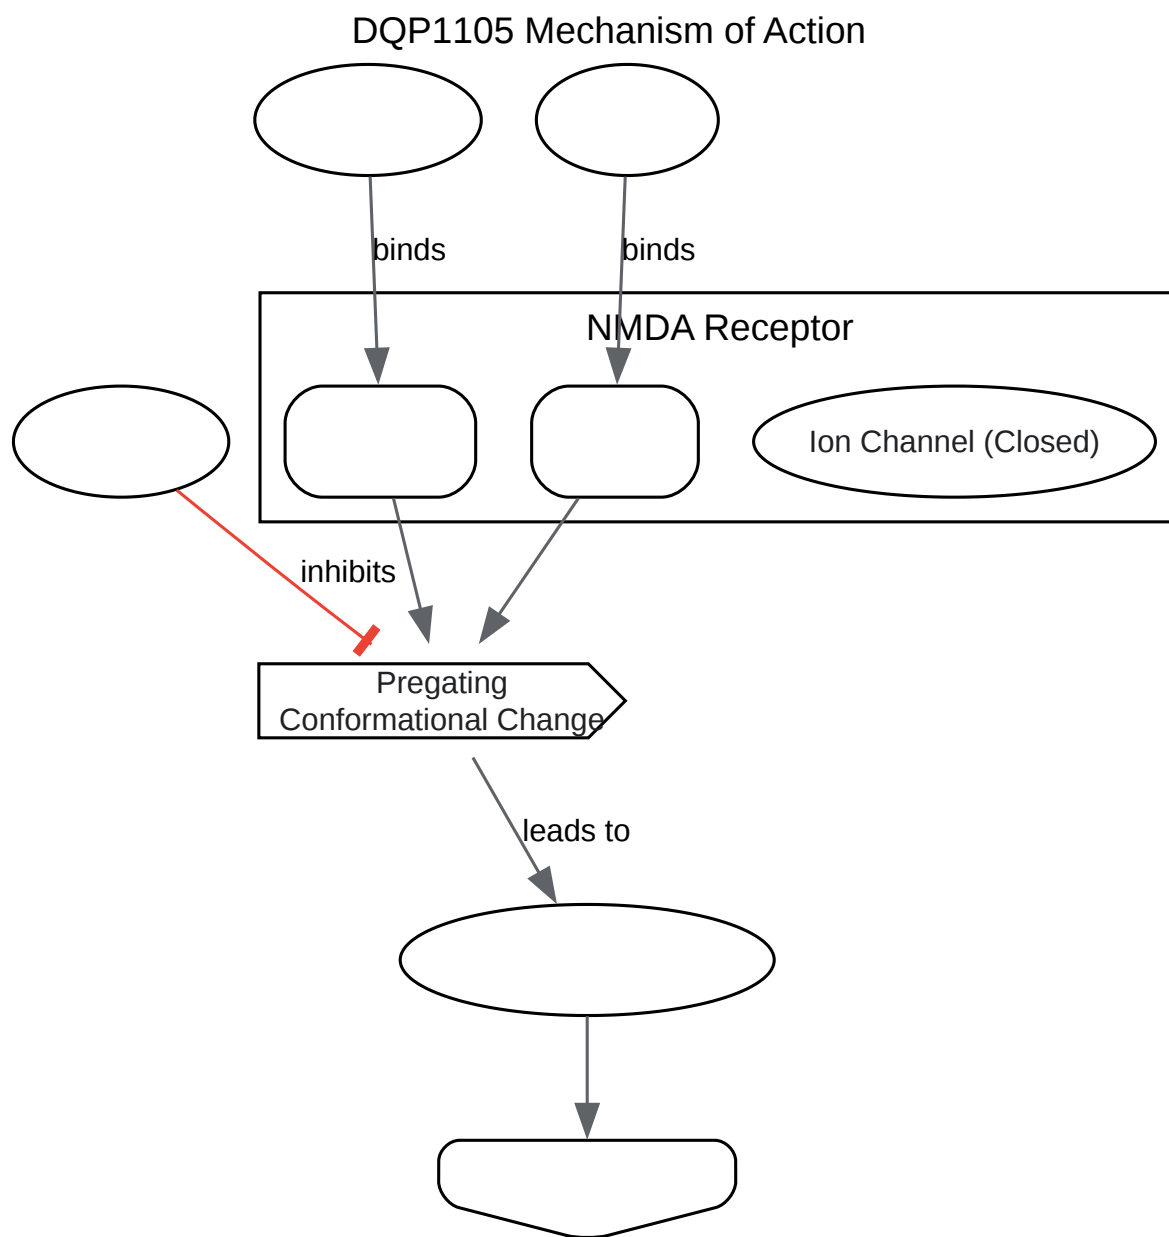 DQP1105 Mechanism of Action
binds
binds
NMDA Receptor
Ion Channel (Closed)
inhibits
Pregating
Conformational Change
leads to